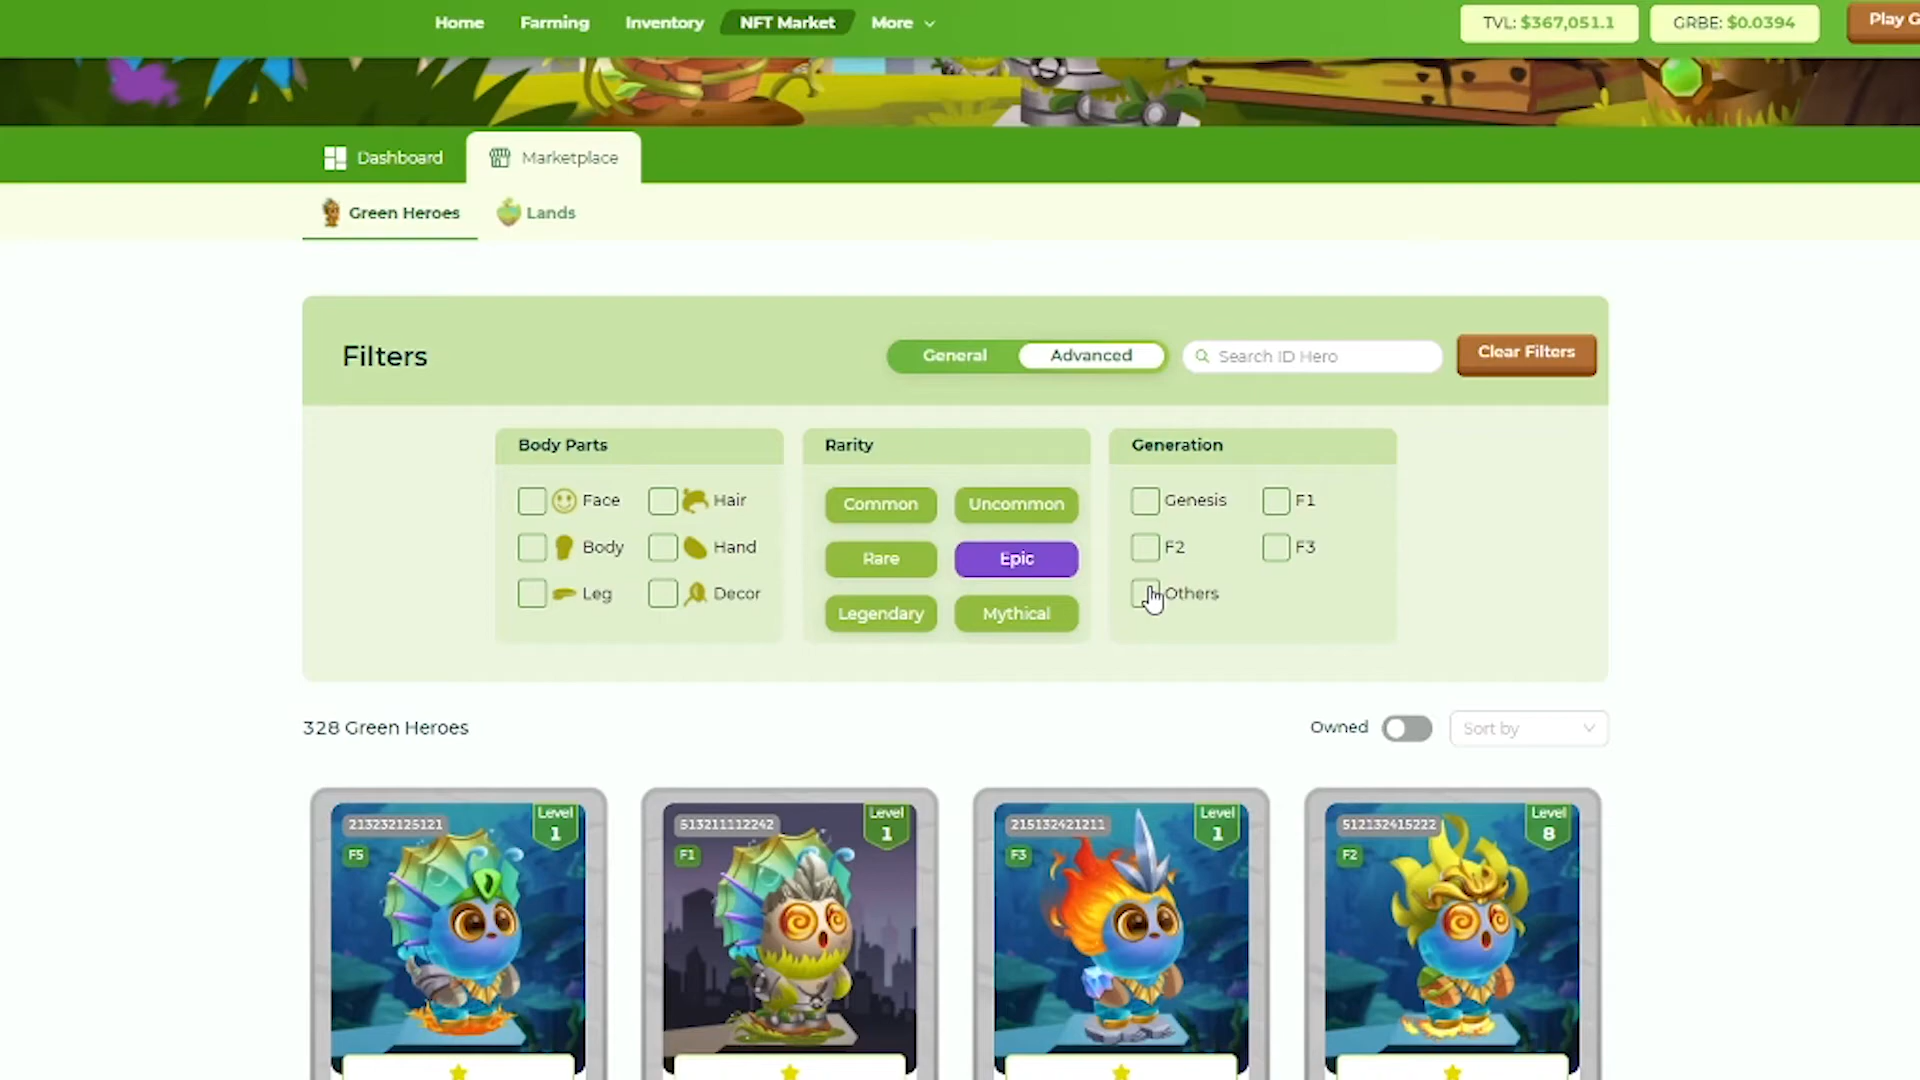 Home Farming Inventory NFT Market More TVL: $367,051.1 GRBE: $0.0394 Play G
Dashboard Marketplace
Green Heroes Lands
Filters General Advanced Search ID Hero Clear Filters
Body Parts Rarity Generation
Face Hair Common Uncommon Genesis F1
Body Hand Rare Epic F2 F3
Leg Decor Legendary Mythical Others
328 Green Heroes Owned Sort by
213232125121 Level 1 513211112242 Level 1 215132421211 Level 1 512132415222 Level 8
F5 F1 F3 F2